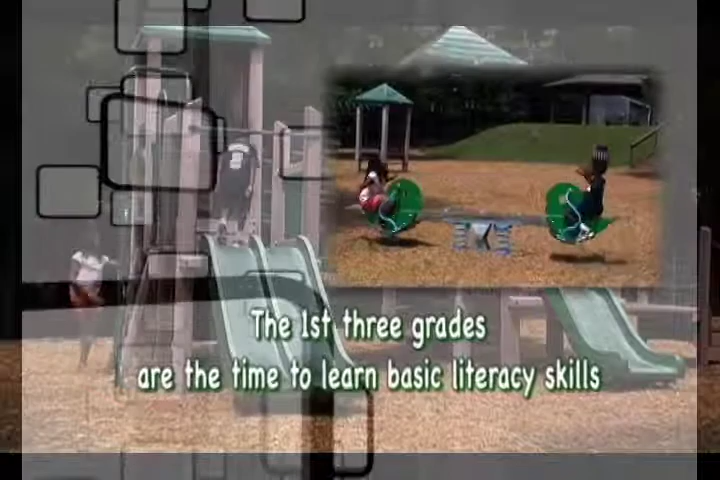 The 1st three grades
are the time to learn basic literacy skills